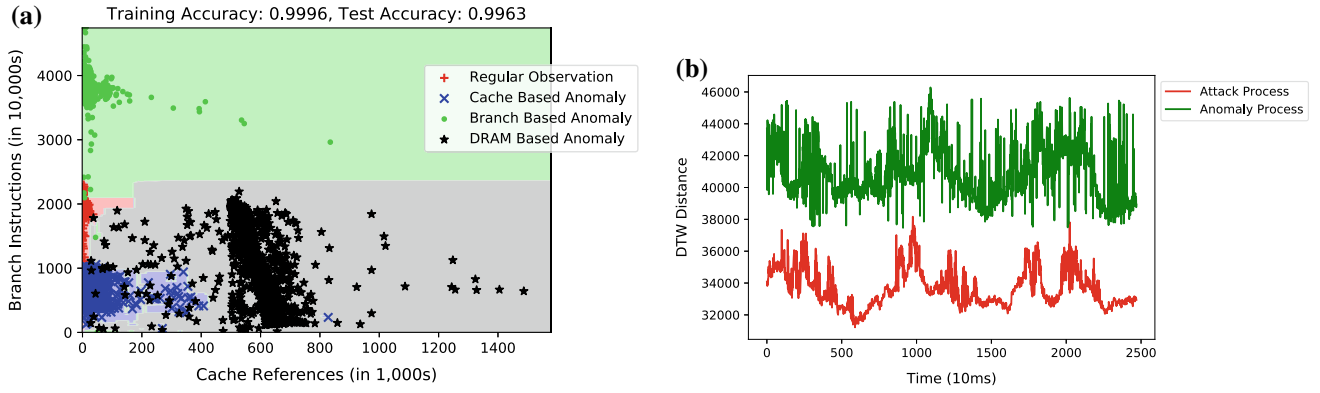 (a)
Training Accuracy: 0.9996, Test Accuracy: 0.9963
Branch Instructions (in 10,000s)
4000
3000
2000
1000
0
Regular Observation
Cache Based Anomaly
Branch Based Anomaly
DRAM Based Anomaly
0 200 400 600 800 1000 1200 1400
Cache References (in 1,000s)
(b)
DTW Distance
46000
44000
42000
40000
38000
36000
34000
32000
Attack Process
Anomaly Process
0 500 1000 1500 2000 2500
Time (10ms)